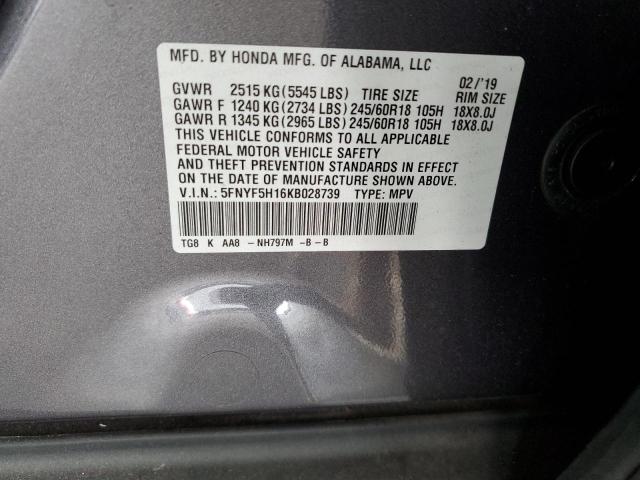 MFD. BY HONDA MFG. OF ALABAMA, LLC
02/'19
GVWR 2515 KG(5545 LBS) TIRE SIZE RIM SIZE
GAWR F 1240 KG(2734 LBS)245/60R18 105H 18X8.0J
GAWR R 1345 KG(2965 LBS)245/60R18 105H 18X8.0J
THIS VEHICLE CONFORMS TO ALL APPLICABLE
FEDERAL MOTOR VEHICLE SAFETY
AND THEFT PREVENTION STANDARDS IN EFFECT
ON THE DATE OF MANUFACTURE SHOWN ABOVE.
V.I.N.: 5FNYF5H16KB028739 TYPE: MPV
TG8 K AA8 - NH797M -B-B